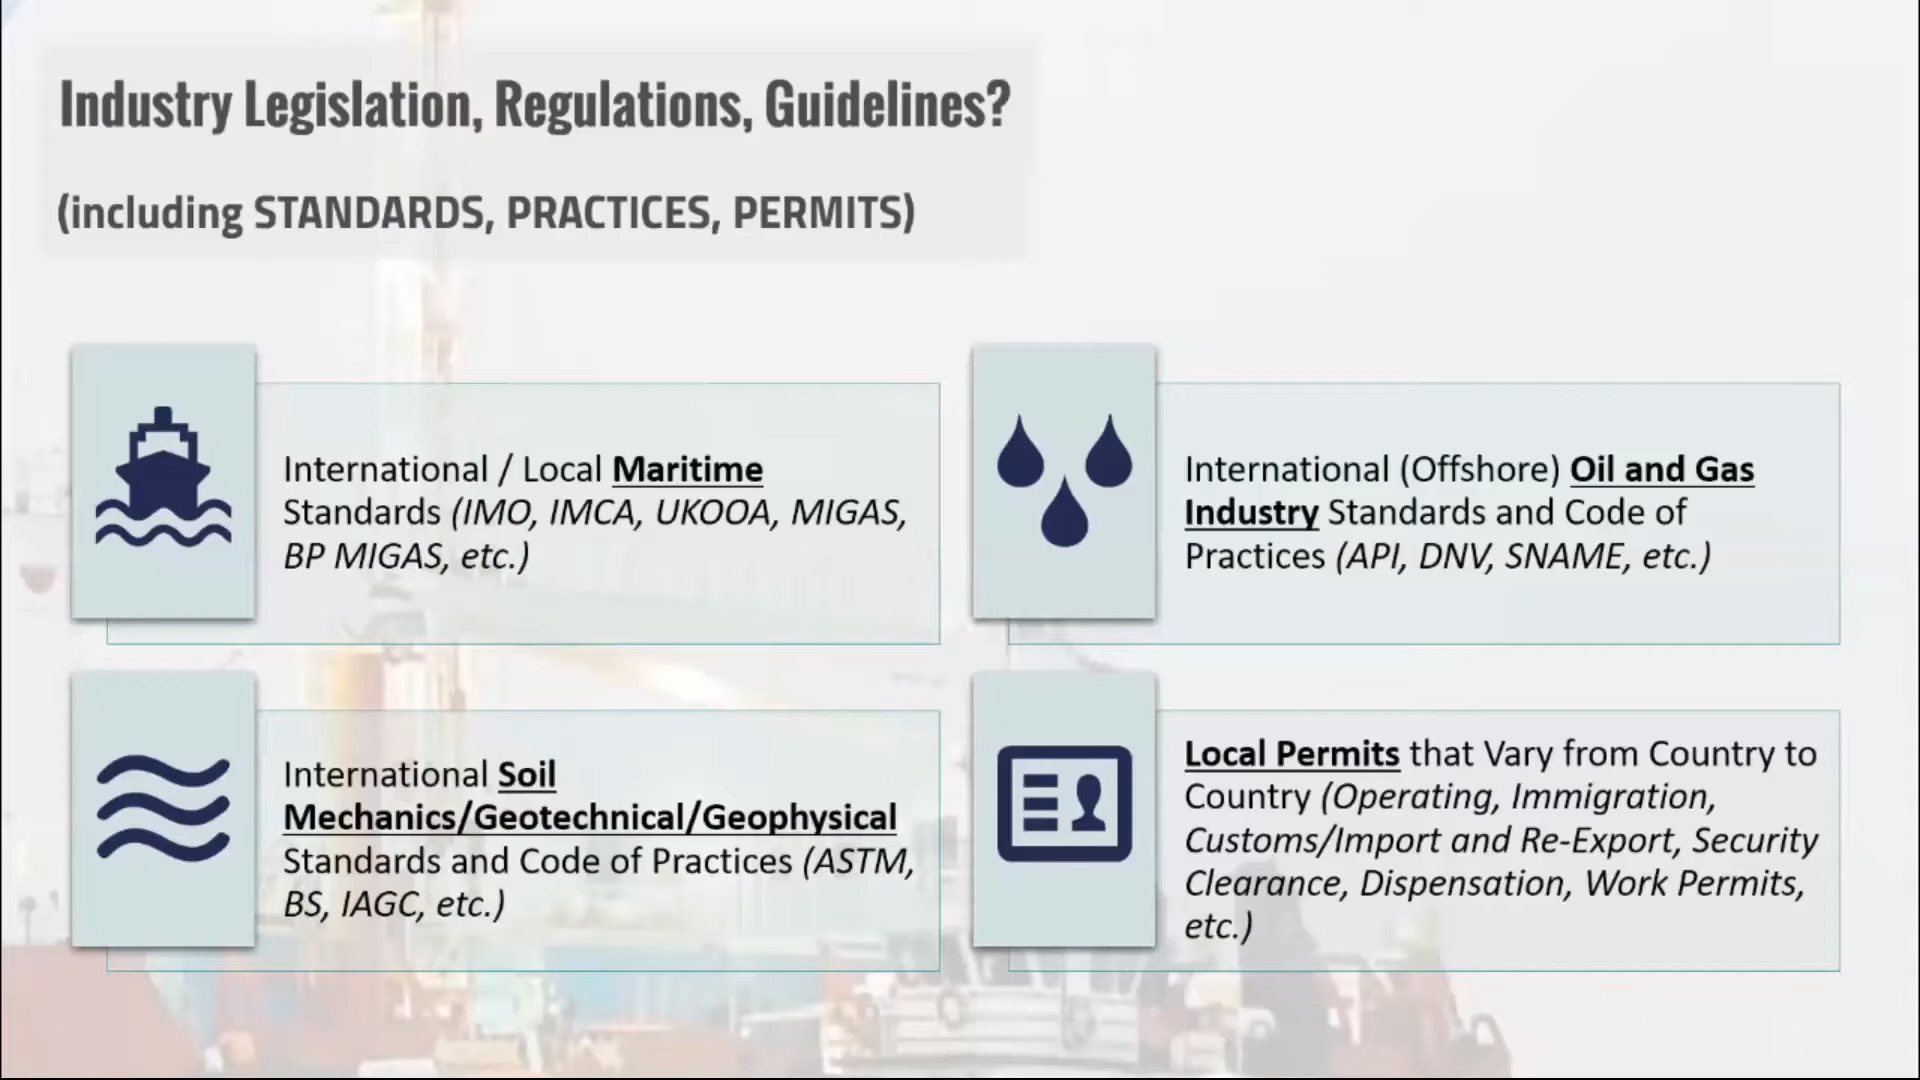 Industry Legislation, Regulations, Guidelines?
(including STANDARDS, PRACTICES, PERMITS)
International / Local Maritime
Standards (IMO, IMCA, UKOOA, MIGAS,
BP MIGAS, etc.)
International (Offshore) Oil and Gas
Industry Standards and Code of
Practices (API, DNV, SNAME, etc.)
International Soil
Mechanics/Geotechnical/Geophysical
Standards and Code of Practices (ASTM,
BS, IAGC, etc.)
Local Permits that Vary from Country to
Country (Operating, Immigration,
Customs/Import and Re-Export, Security
Clearance, Dispensation, Work Permits,
etc.)